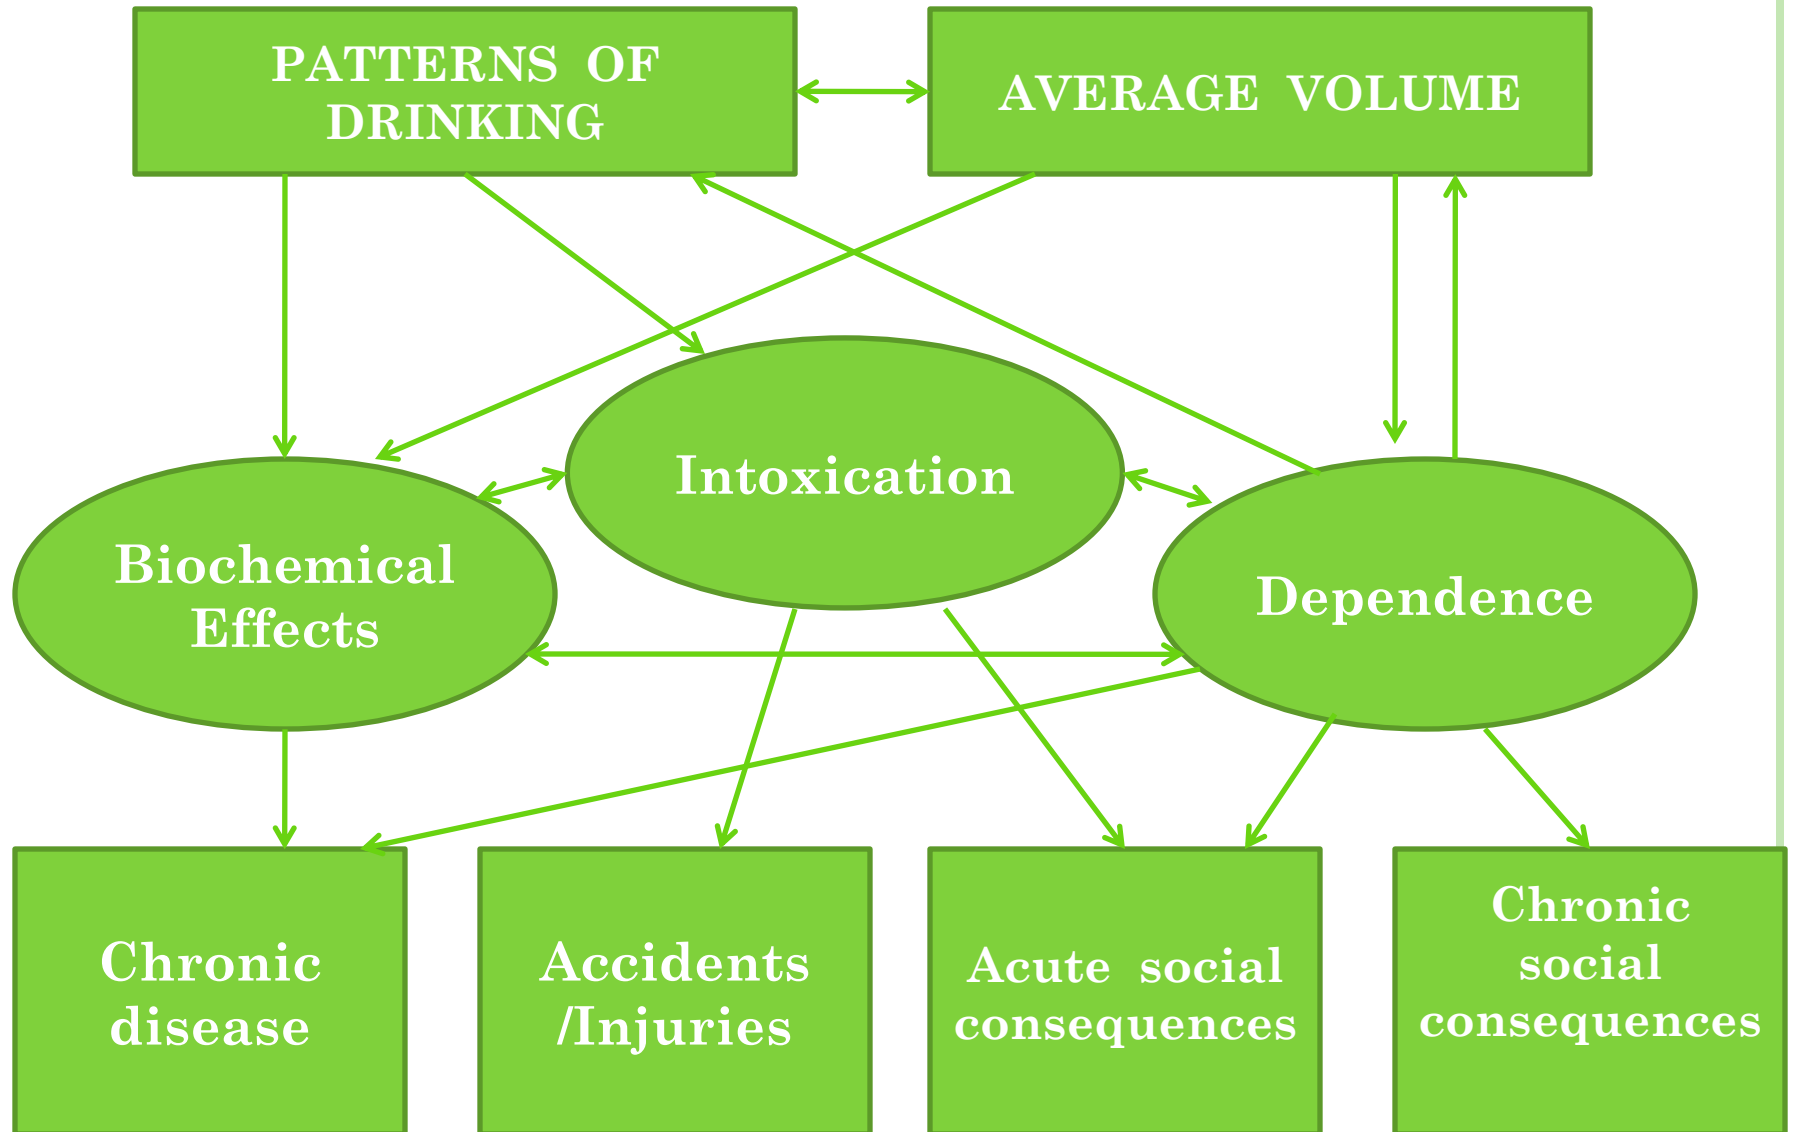 PATTERNS OF
DRINKING
AVERAGE VOLUME
Intoxication
Biochemical
Effects
Dependence
Chronic
disease
Accidents
/Injuries
Acute social
consequences
Chronic
social
consequences